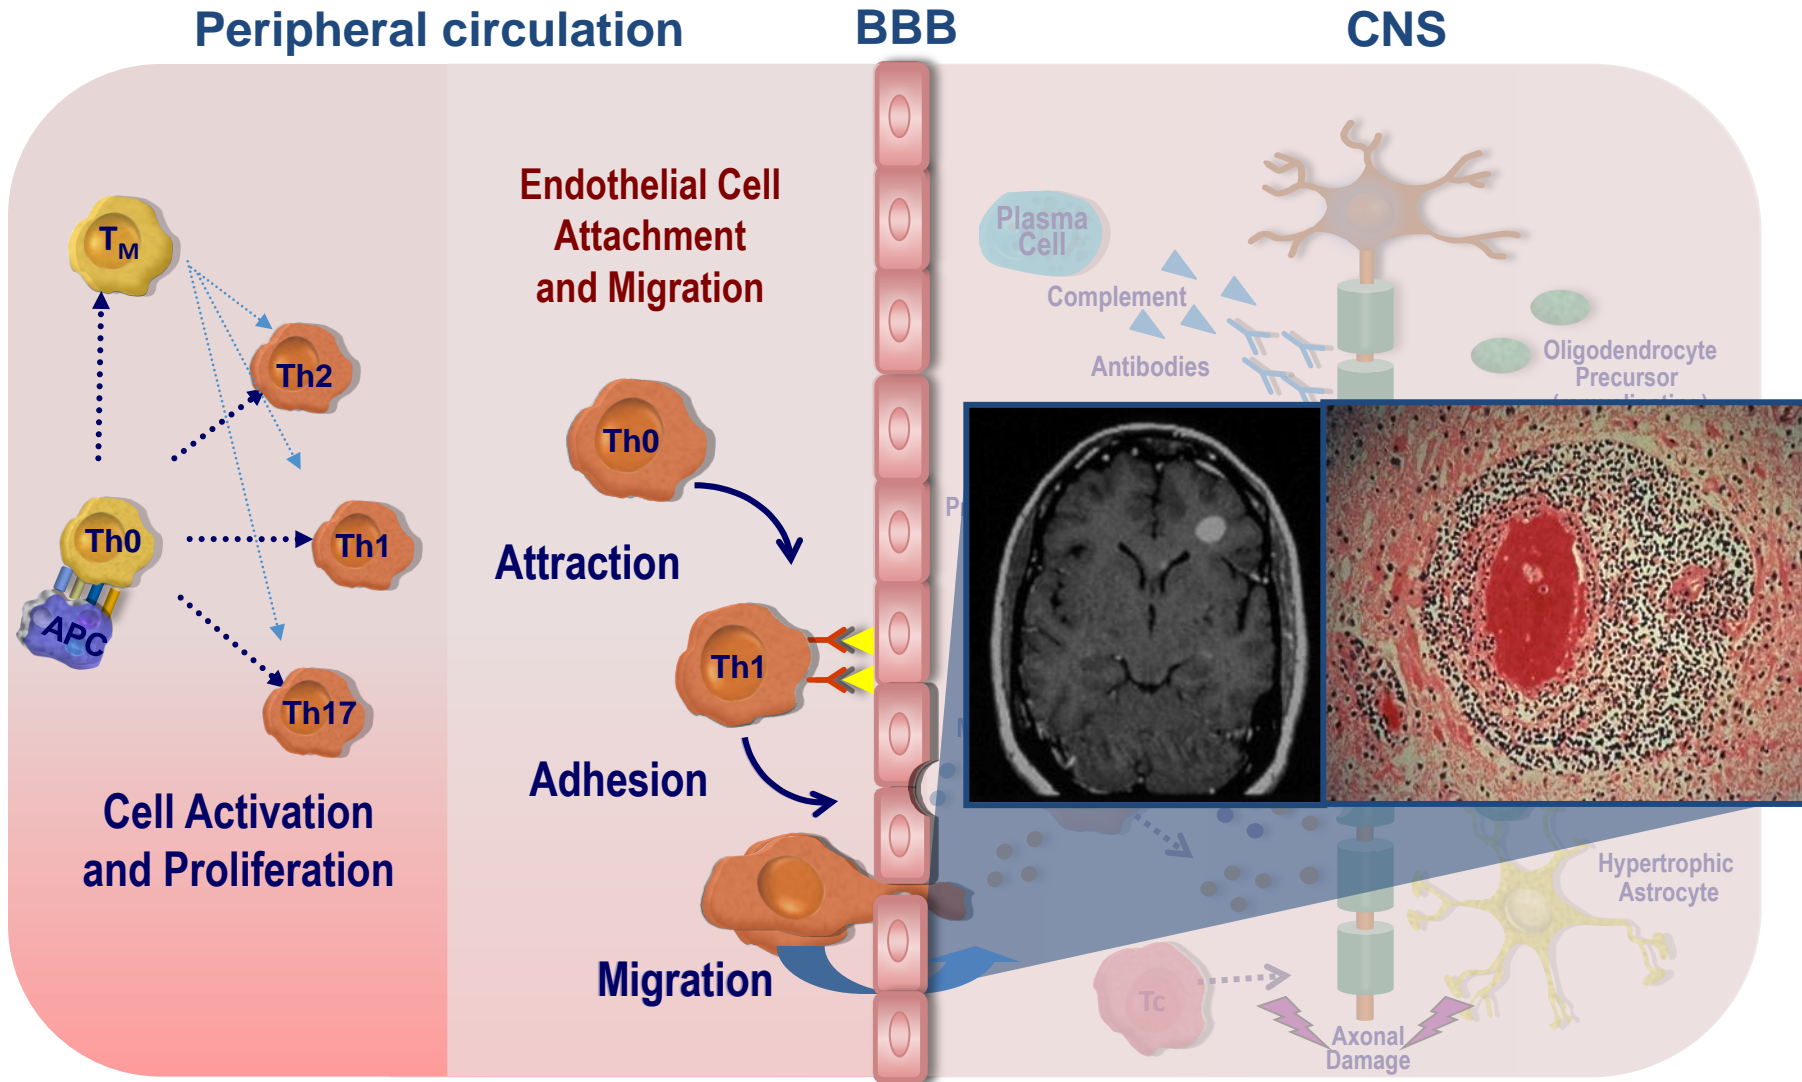 Peripheral circulation
BBB
CNS
Endothelial Cell
Attachment
and Migration
TM
Th2
Th0
Th1
APC
Th17
Cell Activation
and Proliferation
Th0
Attraction
Th1
Adhesion
Migration
Plasma
Cell
Complement
Antibodies
Oligodendrocyte
Precursor
Hypertrophic
Astrocyte
Tc
Axonal
Damage